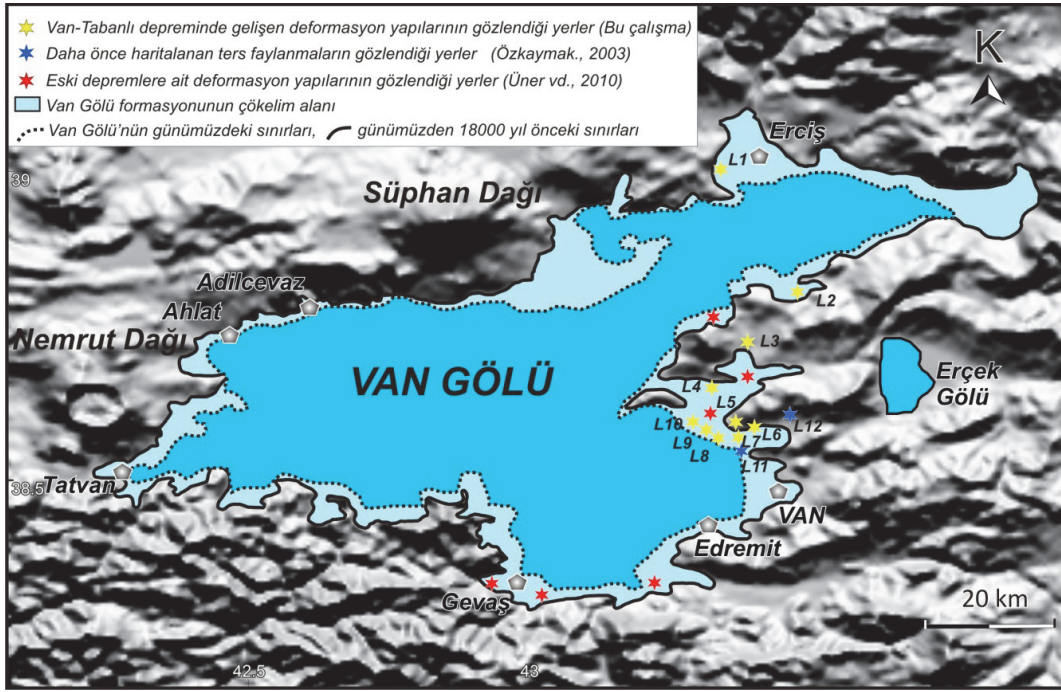 Van-Tabanlı depreminde gelişen deformasyon yapılarının gözlendiği yerler (Bu çalışma)
Daha önce haritalanan ters faylanmaların gözlendiği yerler (Özkaymak., 2003)
Eski depremlere ait deformasyon yapılarının gözlendiği yerler (Üner vd., 2010)
Van Gölü formasyonunun çökelim alanı
Van Gölü'nün günümüzdeki sınırları, günümüzden 18000 yıl önceki sınırları
K
Erciş
L1
39
Süphan Dağı
Adilcevaz
L2
Ahlat
Nemrut Dağı
L3
VAN GÖLÜ
Erçek
Gölü
L4
L5
L10
L12
L6
L9
L7
L8
L11
Tatvan
38.5
VAN
Edremit
Gevaş
20 km
42.5
43